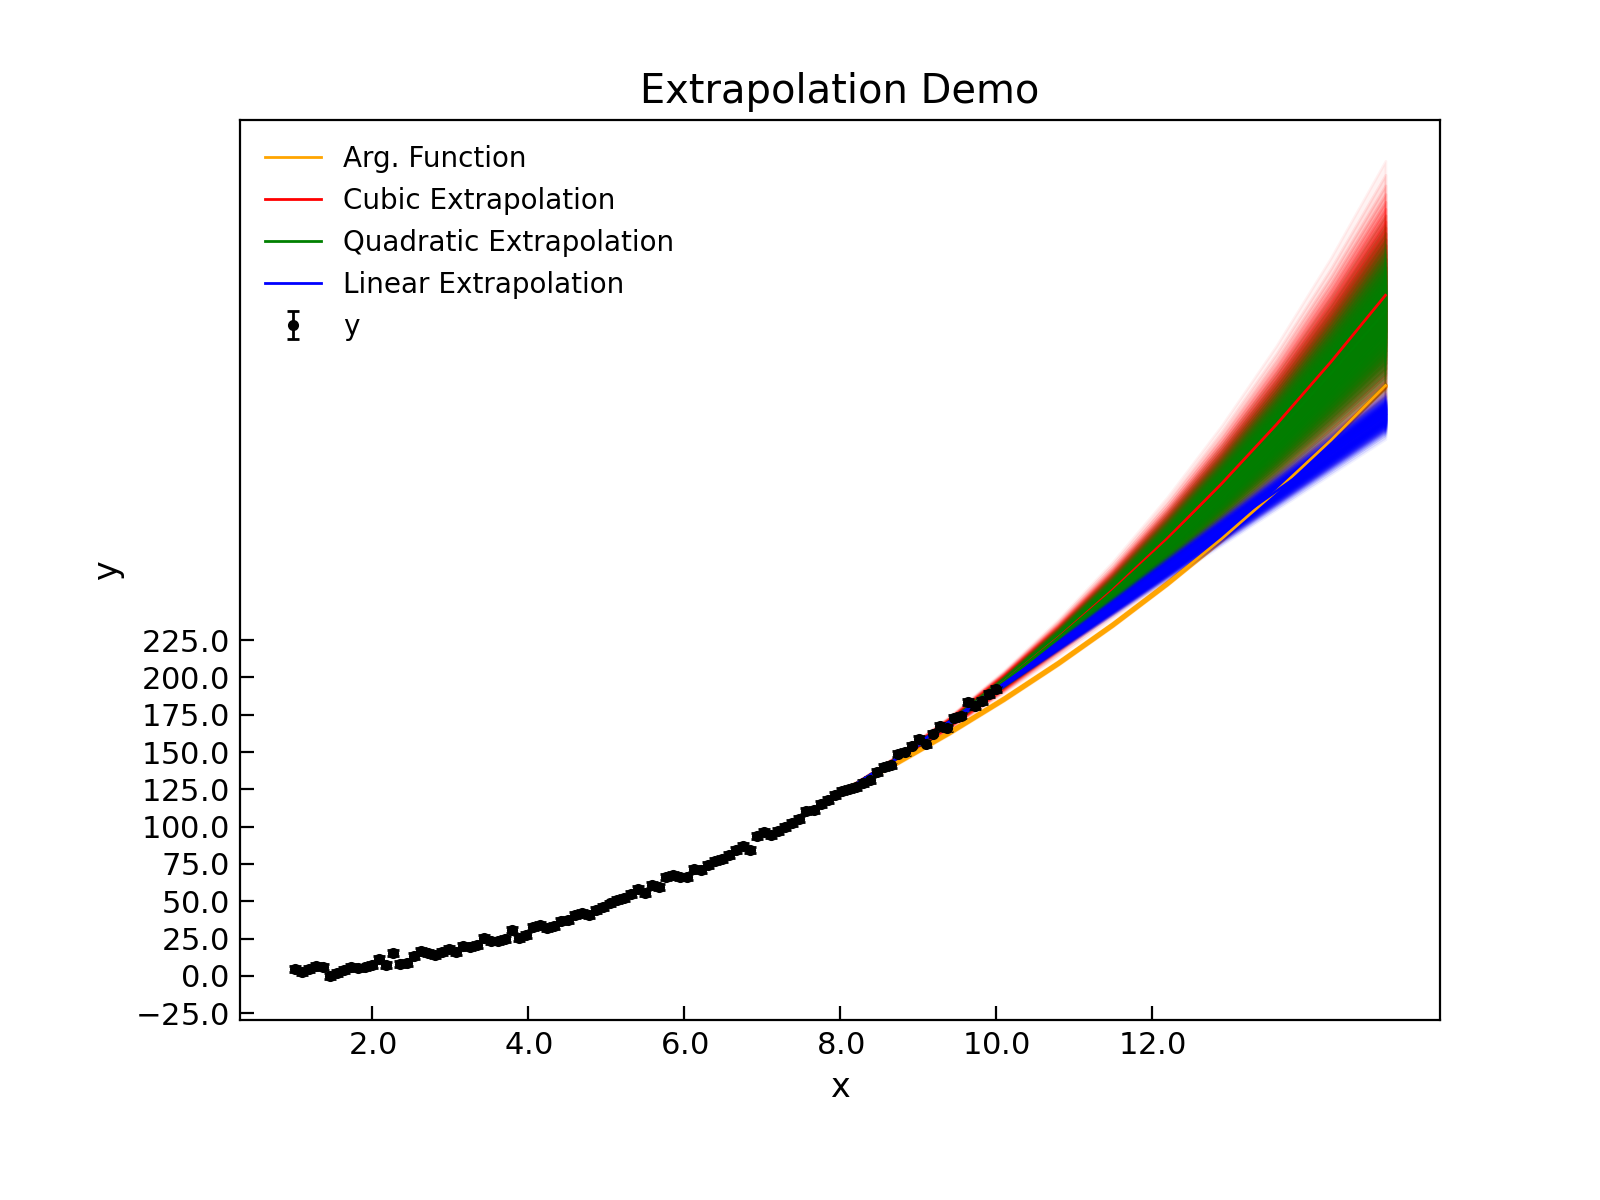 Extrapolation Demo
Arg. Function
Cubic Extrapolation
Quadratic Extrapolation
Linear Extrapolation
y
y
225.0
200.0
175.0
150.0
125.0
100.0
75.0
50.0
25.0
0.0
−25.0
2.0 4.0 6.0 8.0 10.0 12.0
x